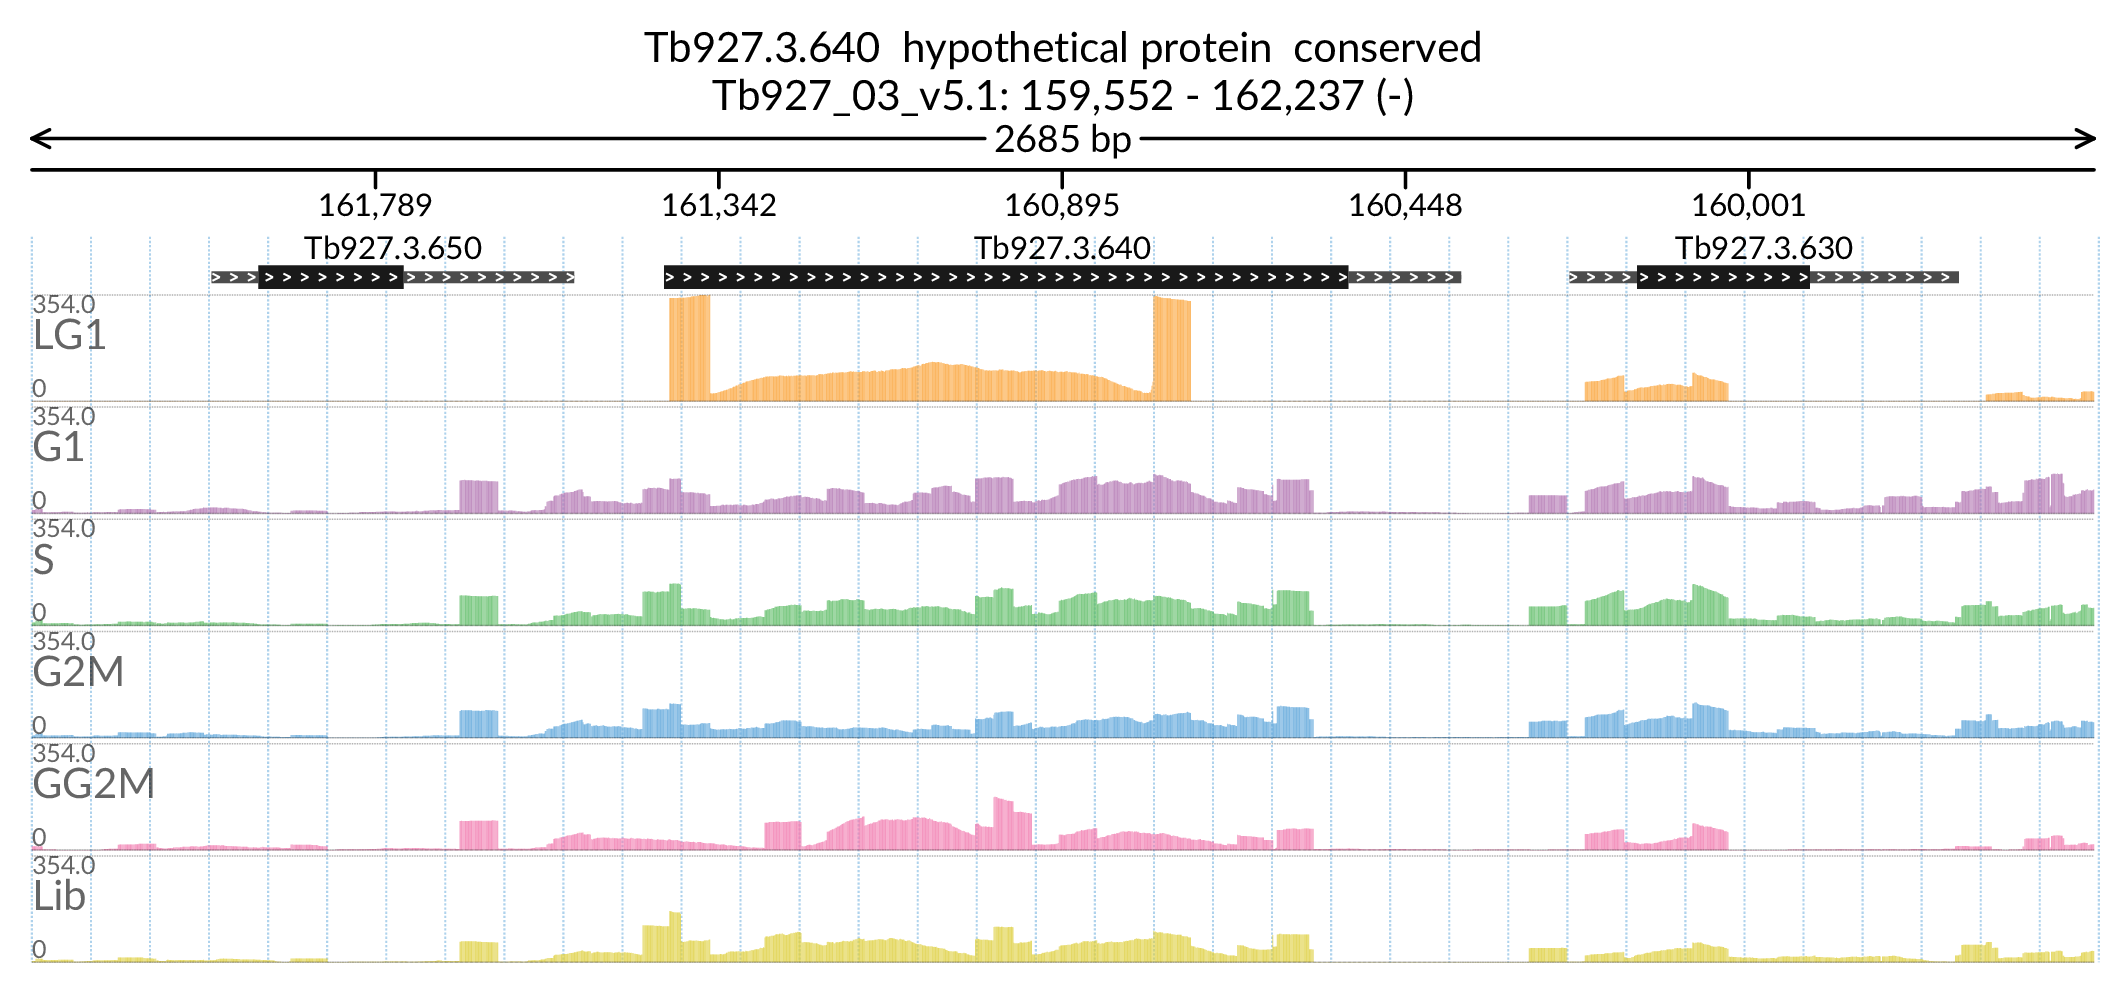 Tb927.3.640  hypothetical protein  conserved
Tb927_03_v5.1: 159,552 - 162,237 (-)
2685 bp
161,789 161,342 160,895 160,448 160,001
Tb927.3.650 Tb927.3.640 Tb927.3.630
354.0
LG1
0
354.0
G1
0
354.0
S
0
354.0
G2M
0
354.0
GG2M
0
354.0
Lib
0